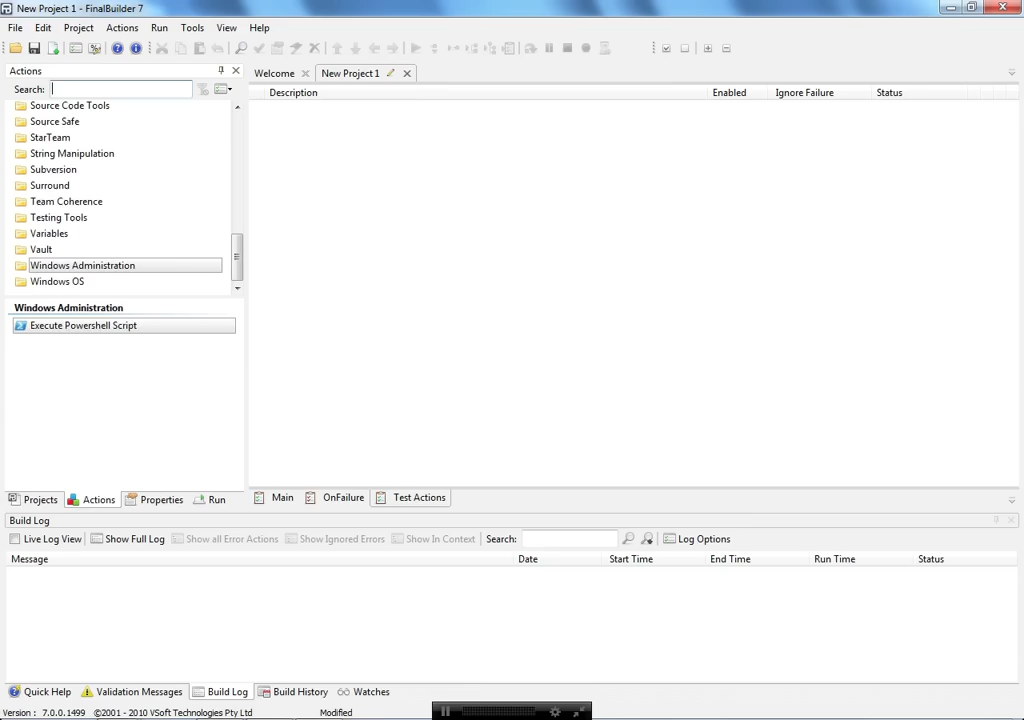 New Project 1 - FinalBuilder 7
File Edit Project Actions Run Tools View Help
Actions
Search:
Source Code Tools
Source Safe
StarTeam
String Manipulation
Subversion
Surround
Team Coherence
Testing Tools
Variables
Vault
Windows Administration
Windows OS
Windows Administration
Execute Powershell Script
Projects Actions Properties Run
Welcome New Project 1
Description Enabled Ignore Failure Status
Main OnFailure Test Actions
Build Log
Live Log View Show Full Log Show all Error Actions Show Ignored Errors Show In Context Search: Log Options
Message Date Start Time End Time Run Time Status
Quick Help Validation Messages Build Log Build History Watches
Version : 7.0.0.1499 ©2001 - 2010 VSoft Technologies Pty Ltd Modified